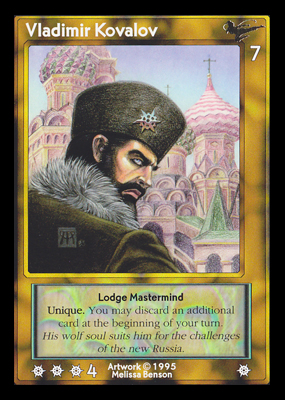 Vladimir Kovalov
7
Lodge Mastermind
Unique. You may discard an additional
card at the beginning of your turn.
His wolf soul suits him for the challenges
of the new Russia.
4
Artwork © 1995
Melissa Benson